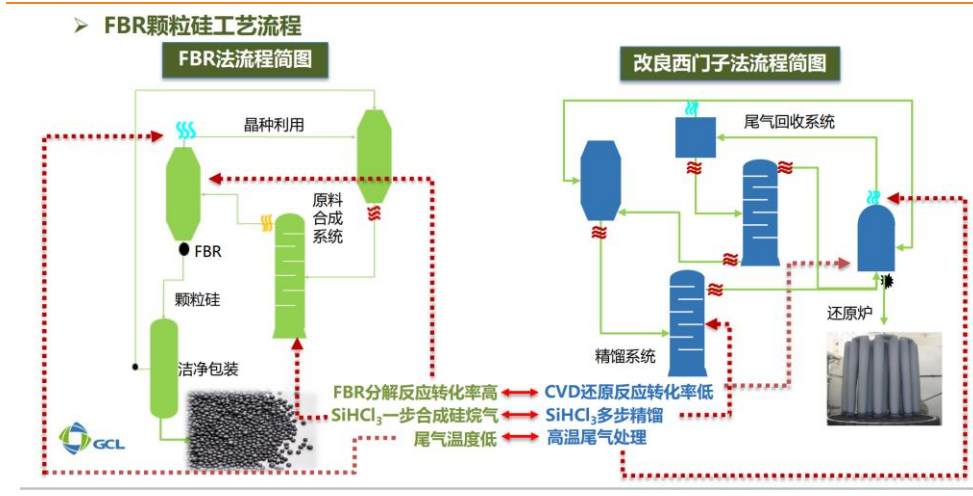 FBR颗粒硅工艺流程
FBR法流程简图
改良西门子法流程简图
晶种利用
尾气回收系统
原料
合成
系统
FBR
颗粒硅
还原炉
洁净包装
精馏系统
FBR分解反应转化率高
CVD还原反应转化率低
SiHCl₃一步合成硅烷气
SiHCl₃多步精馏
尾气温度低
高温尾气处理
GCL